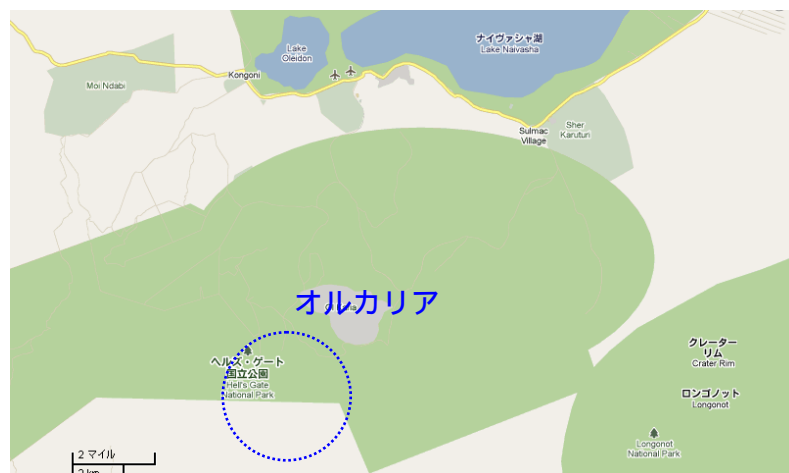 ナイヴァシャ湖
Lake Naivasha
Lake
Oleidon
Kongoni
Moi Ndabi
Sulmac
Village
Sher
Karuturi
オルカリア
ヘルズ・ゲート
国立公園
Hell's Gate
National Park
クレーター
リム
Crater Rim
ロンゴノット
Longonot
Longonot
National Park
2 マイル
2 km